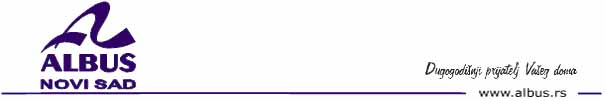 ALBUS
NOVI SAD
Dugogodišnji prijatelj Vašeg doma
www.albus.rs